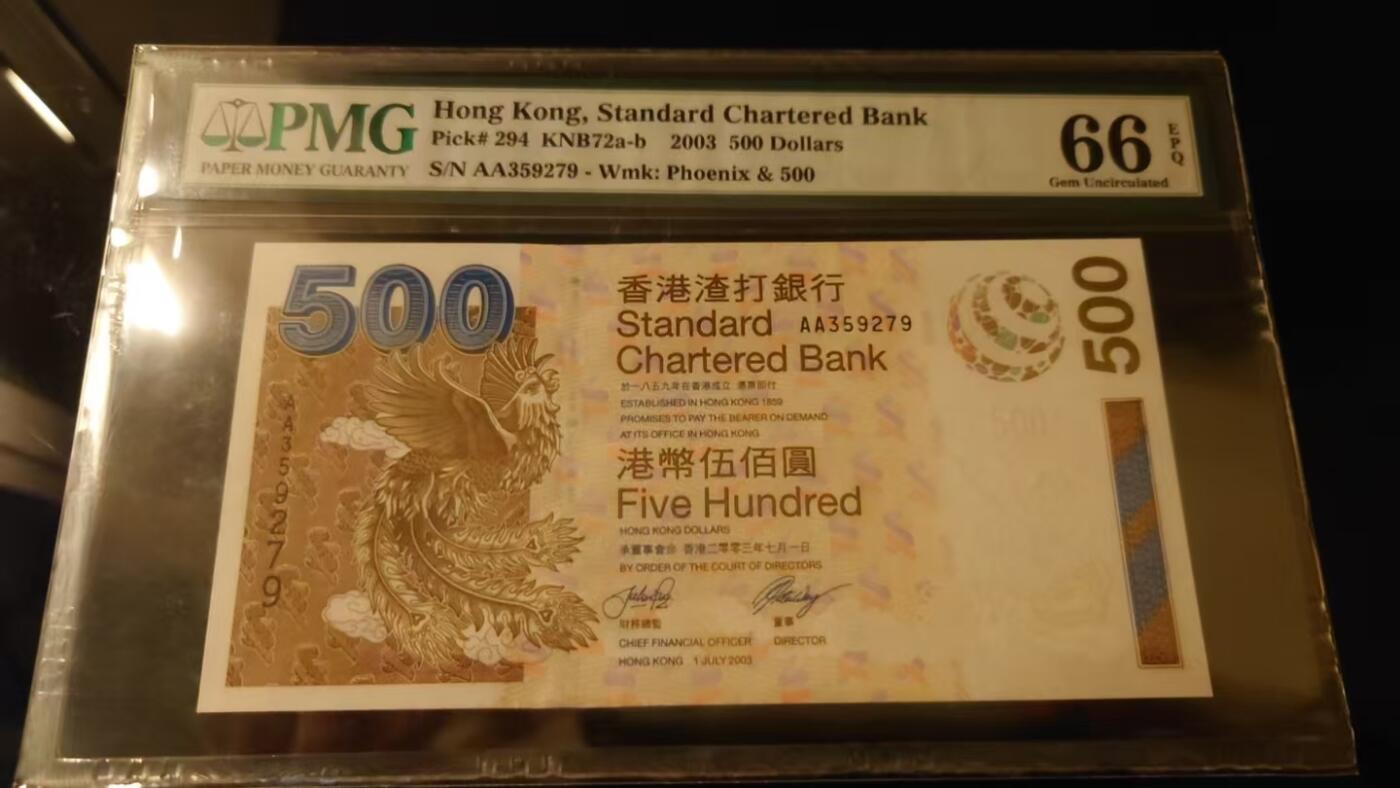 PMG
PAPER MONEY GUARANTY
Hong Kong, Standard Chartered Bank
Pick# 294 KNB72a-b 2003 500 Dollars
S/N AA359279 - Wmk: Phoenix & 500
66
EPQ
Gem Uncirculated
500
香港渣打銀行
Standard AA359279
Chartered Bank
於一八五九年在香港成立 憑票即付
ESTABLISHED IN HONG KONG 1859
PROMISES TO PAY THE BEARER ON DEMAND
AT ITS OFFICE IN HONG KONG
港幣伍佰圓
Five Hundred
HONG KONG DOLLARS
承董事會命 香港二零零三年七月一日
BY ORDER OF THE COURT OF DIRECTORS
財務總監 董事
CHIEF FINANCIAL OFFICER DIRECTOR
HONG KONG 1 JULY 2003
AA359279
500
500